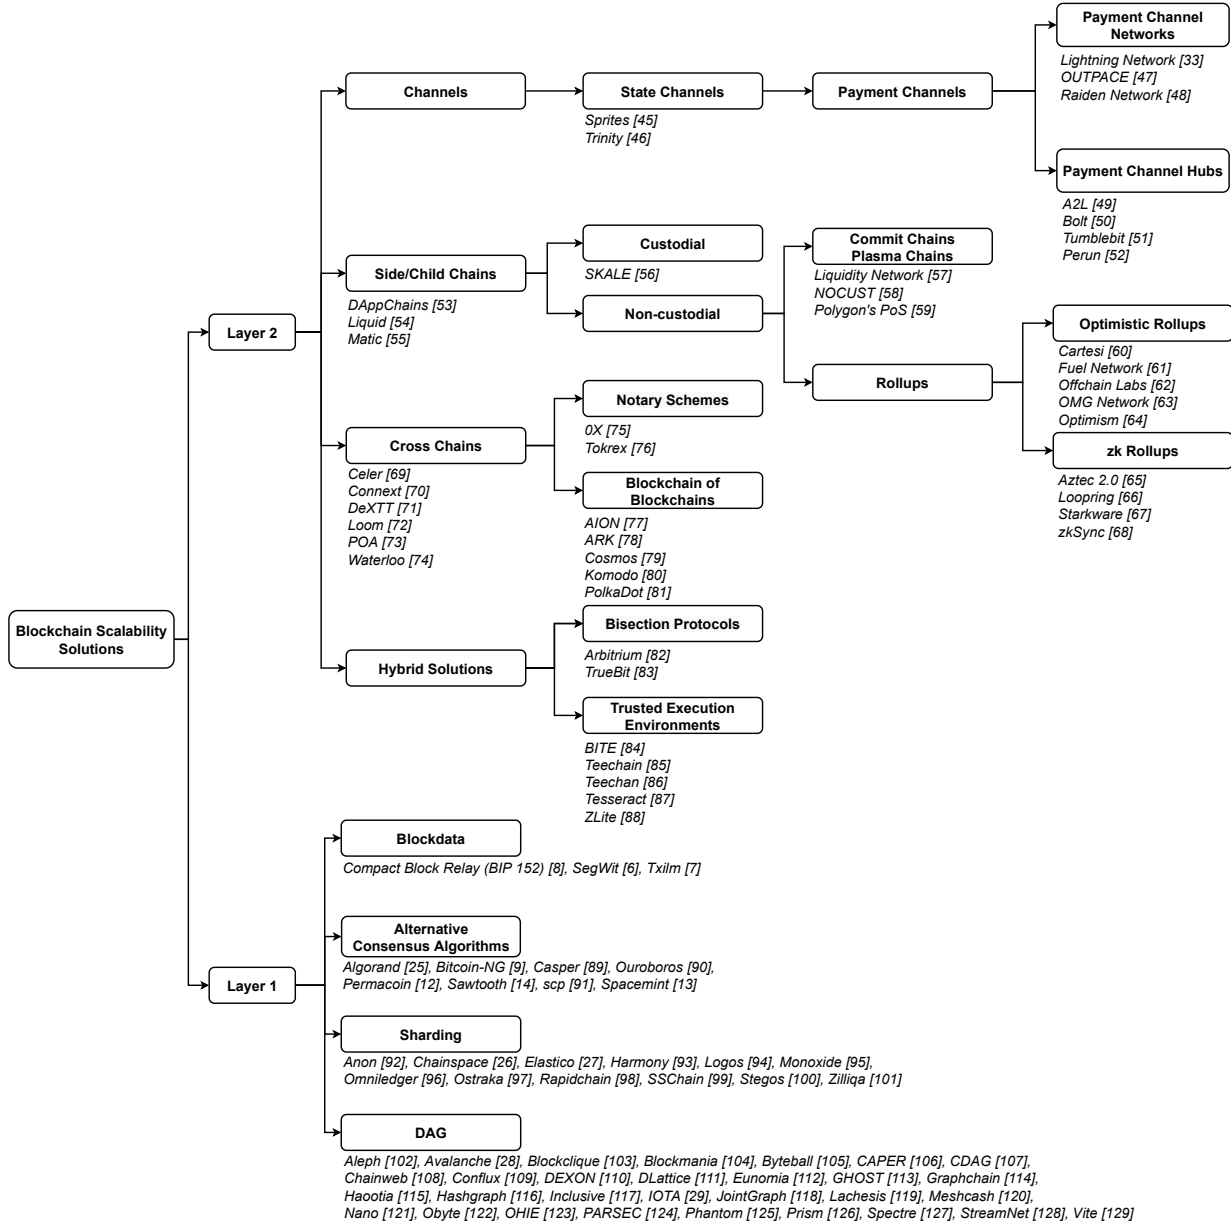 Payment Channel
Networks
Lightning Network [33]
OUTPACE [47]
Raiden Network [48]
Channels
State Channels
Payment Channels
Sprites [45]
Trinity [46]
Payment Channel Hubs
A2L [49]
Bolt [50]
Tumblebit [51]
Perun [52]
Custodial
SKALE [56]
Commit Chains
Plasma Chains
Liquidity Network [57]
NOCUST [58]
Polygon's PoS [59]
Side/Child Chains
DAppChains [53]
Liquid [54]
Matic [55]
Non-custodial
Layer 2
Optimistic Rollups
Cartesi [60]
Fuel Network [61]
Offchain Labs [62]
OMG Network [63]
Optimism [64]
Rollups
Notary Schemes
0X [75]
Tokrex [76]
Cross Chains
Celer [69]
Connext [70]
DeXTT [71]
Loom [72]
POA [73]
Waterloo [74]
zk Rollups
Aztec 2.0 [65]
Loopring [66]
Starkware [67]
zkSync [68]
Blockchain of
Blockchains
AION [77]
ARK [78]
Cosmos [79]
Komodo [80]
PolkaDot [81]
Blockchain Scalability
Solutions
Bisection Protocols
Arbitrium [82]
TrueBit [83]
Hybrid Solutions
Trusted Execution
Environments
BITE [84]
Teechain [85]
Teechan [86]
Tesseract [87]
ZLite [88]
Blockdata
Compact Block Relay (BIP 152) [8], SegWit [6], Txilm [7]
Alternative
Consensus Algorithms
Algorand [25], Bitcoin-NG [9], Casper [89], Ouroboros [90],
Permacoin [12], Sawtooth [14], scp [91], Spacemint [13]
Layer 1
Sharding
Anon [92], Chainspace [26], Elastico [27], Harmony [93], Logos [94], Monoxide [95],
Omniledger [96], Ostraka [97], Rapidchain [98], SSChain [99], Stegos [100], Zilliqa [101]
DAG
Aleph [102], Avalanche [28], Blockclique [103], Blockmania [104], Byteball [105], CAPER [106], CDAG [107],
Chainweb [108], Conflux [109], DEXON [110], DLattice [111], Eunomia [112], GHOST [113], Graphchain [114],
Haootia [115], Hashgraph [116], Inclusive [117], IOTA [29], JointGraph [118], Lachesis [119], Meshcash [120],
Nano [121], Obyte [122], OHIE [123], PARSEC [124], Phantom [125], Prism [126], Spectre [127], StreamNet [128], Vite [129]